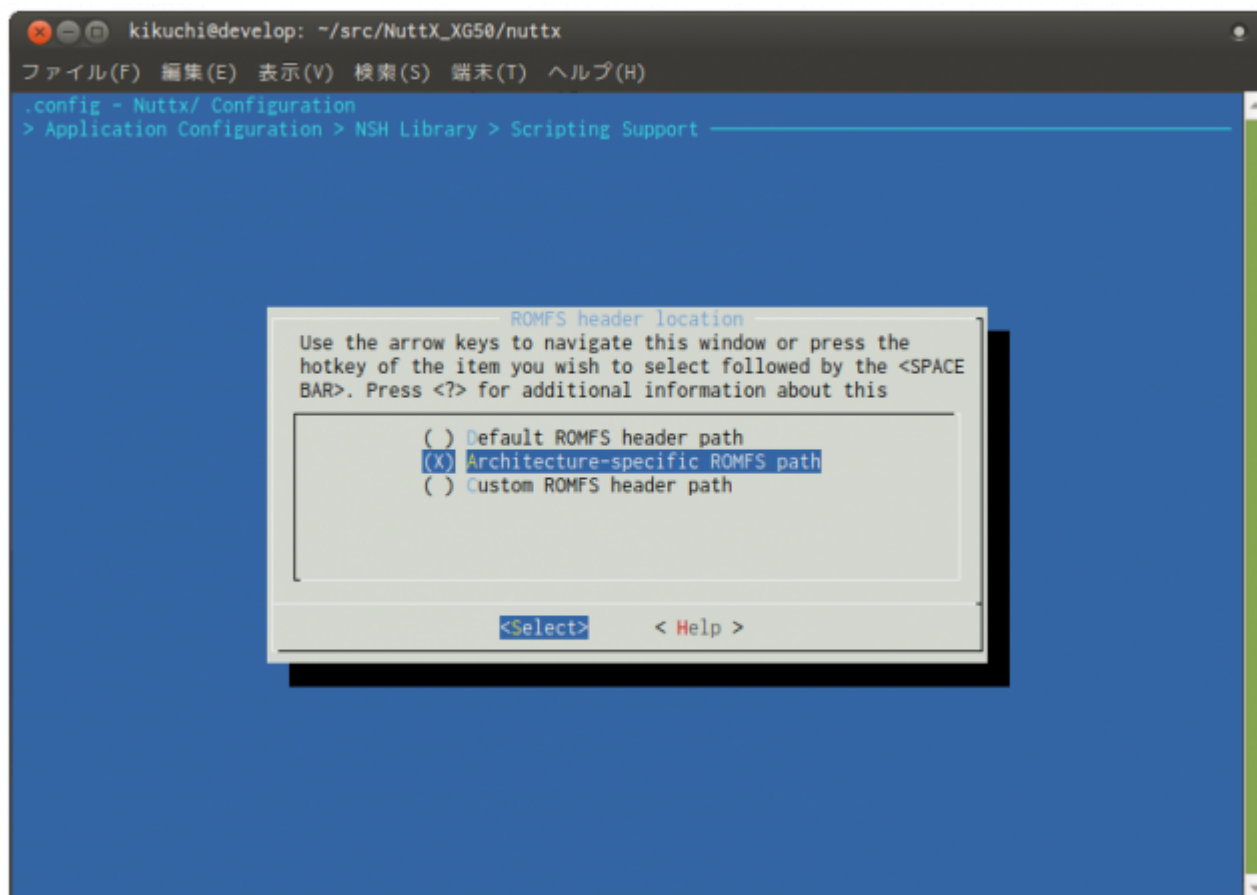 kikuchi@develop: ~/src/NuttX_XG50/nuttx
ファイル(F) 編集(E) 表示(V) 検索(S) 端末(T) ヘルプ(H)
.config - Nuttx/ Configuration
> Application Configuration > NSH Library > Scripting Support
ROMFS header location
Use the arrow keys to navigate this window or press the
hotkey of the item you wish to select followed by the <SPACE
BAR>. Press <?> for additional information about this
( ) Default ROMFS header path
(X) Architecture-specific ROMFS path
( ) Custom ROMFS header path
<Select> < Help >